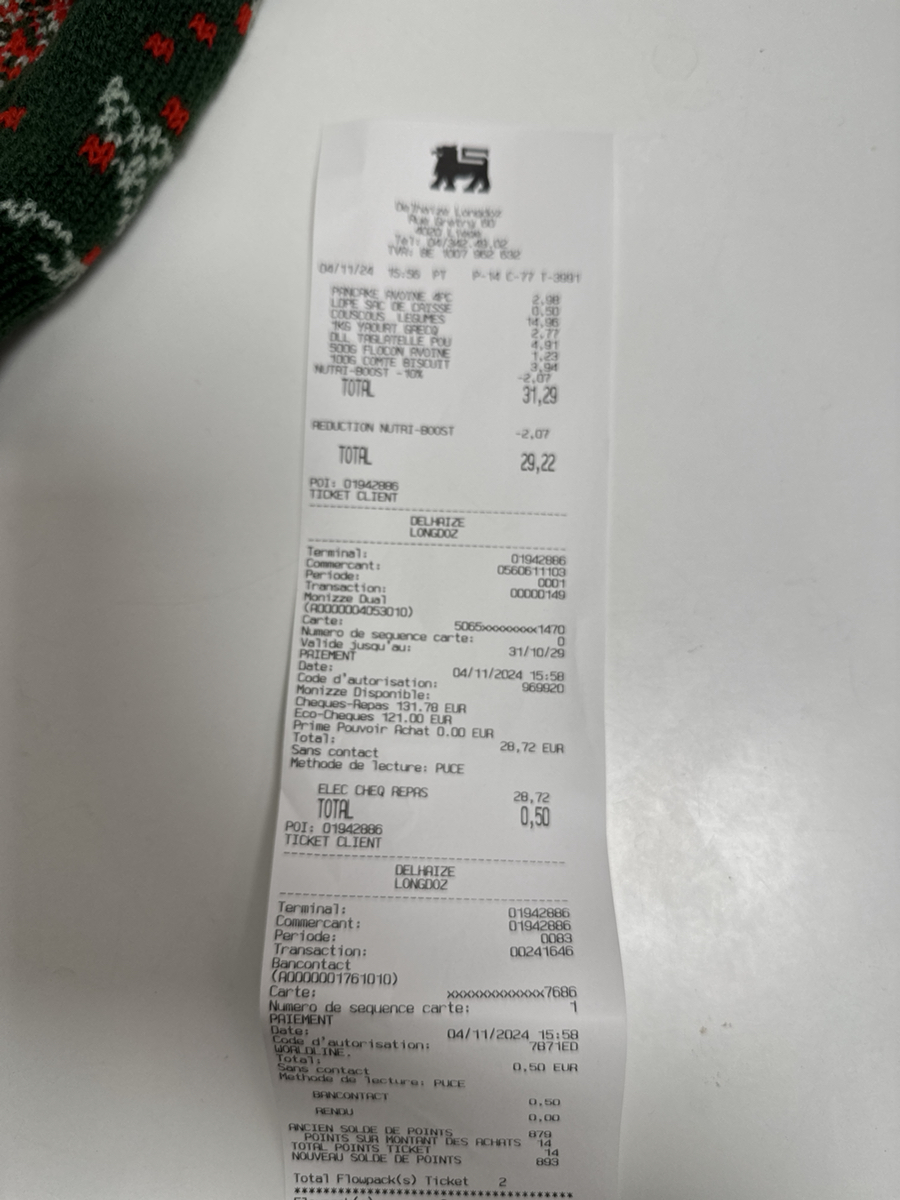 Delhaize Longdoz
Rue Grétry 60
4020 Liege
Tel: 04/342.49.02
TVA: BE 1007 962 632
04/11/24 15:56 PT P-14 C-77 T-3991
PANCAKE AVOINE 4PC 2,98
LOPE SAC DE CAISSE 0,50
COUSCOUS LEGUMES 14,96
1KG YAOURT GRECQ 2,77
DLL TAGLIATELLE POU 4,91
500G FLOCON AVOINE 1,23
100G COMTE BISCUIT 3,94
NUTRI-BOOST -10% -2,07
TOTAL 31,29
REDUCTION NUTRI-BOOST -2,07
TOTAL 29,22
POI: 01942886
TICKET CLIENT
DELHAIZE
LONGDOZ
Terminal: 01942886
Commercant: 0560611103
Periode: 0001
Transaction: 00000149
Monizze Dual
(A0000004053010)
Carte: 5065xxxxxxxx1470
Numero de sequence carte: 0
Valide jusqu'au: 31/10/29
PAIEMENT
Date: 04/11/2024 15:58
Code d'autorisation: 969920
Monizze Disponible:
Cheques-Repas 131.78 EUR
Eco-Cheques 121.00 EUR
Prime Pouvoir Achat 0.00 EUR
Total: 28,72 EUR
Sans contact
Methode de lecture: PUCE
ELEC CHEQ REPAS 28,72
TOTAL 0,50
POI: 01942886
TICKET CLIENT
DELHAIZE
LONGDOZ
Terminal: 01942886
Commercant: 01942886
Periode: 0083
Transaction: 00241646
Bancontact
(A0000001761010)
Carte: xxxxxxxxxxxxx7686
Numero de sequence carte: 1
PAIEMENT
Date: 04/11/2024 15:58
Code d'autorisation: 7871ED
WORLDLINE.
Total: 0,50 EUR
Sans contact
Methode de lecture: PUCE
BANCONTACT 0,50
RENDU 0,00
ANCIEN SOLDE DE POINTS 879
POINTS SUR MONTANT DES ACHATS 14
TOTAL POINTS TICKET 14
NOUVEAU SOLDE DE POINTS 893
Total Flowpack(s) Ticket 2
***********************************